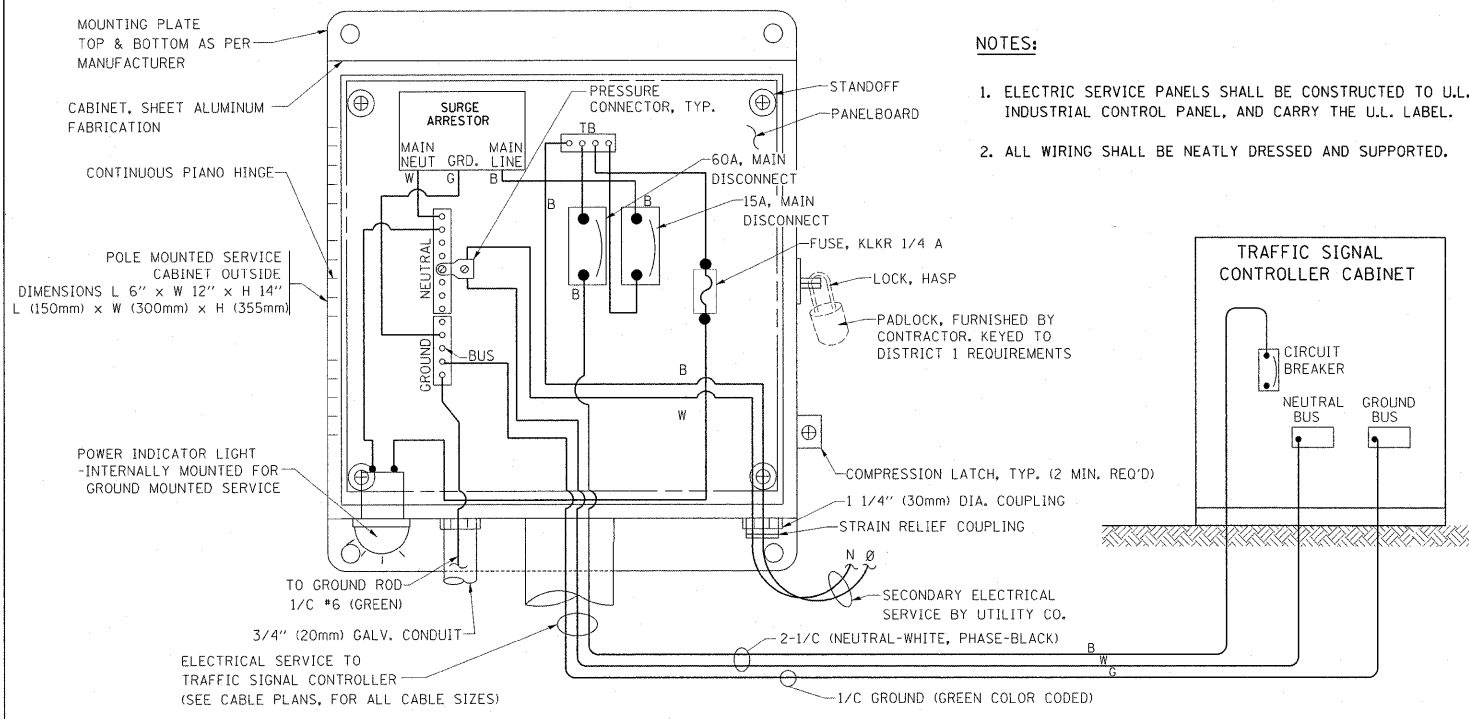 MOUNTING PLATE
TOP & BOTTOM AS PER
MANUFACTURER
CABINET, SHEET ALUMINUM
FABRICATION
CONTINUOUS PIANO HINGE
POLE MOUNTED SERVICE
CABINET OUTSIDE
DIMENSIONS L 6" x W 12" x H 14"
L (150mm) x W (300mm) x H (355mm)
POWER INDICATOR LIGHT
-INTERNALLY MOUNTED FOR
GROUND MOUNTED SERVICE
TO GROUND ROD
1/C #6 (GREEN)
3/4" (20mm) GALV. CONDUIT
ELECTRICAL SERVICE TO
TRAFFIC SIGNAL CONTROLLER
(SEE CABLE PLANS, FOR ALL CABLE SIZES)
SURGE
ARRESTOR
MAIN
NEUT
GRD.
MAIN
LINE
W
G
B
PRESSURE
CONNECTOR, TYP.
TB
60A, MAIN
DISCONNECT
15A, MAIN
DISCONNECT
B
B
B
NEUTRAL
GROUND
BUS
B
W
STANDOFF
PANELBOARD
FUSE, KLKR 1/4 A
LOCK, HASP
PADLOCK, FURNISHED BY
CONTRACTOR. KEYED TO
DISTRICT 1 REQUIREMENTS
COMPRESSION LATCH, TYP. (2 MIN. REQ'D)
1 1/4" (30mm) DIA. COUPLING
STRAIN RELIEF COUPLING
N Ø
SECONDARY ELECTRICAL
SERVICE BY UTILITY CO.
2-1/C (NEUTRAL-WHITE, PHASE-BLACK)
B
W
G
1/C GROUND (GREEN COLOR CODED)
NOTES:
1. ELECTRIC SERVICE PANELS SHALL BE CONSTRUCTED TO U.L.
INDUSTRIAL CONTROL PANEL, AND CARRY THE U.L. LABEL.
2. ALL WIRING SHALL BE NEATLY DRESSED AND SUPPORTED.
TRAFFIC SIGNAL
CONTROLLER CABINET
CIRCUIT
BREAKER
NEUTRAL
BUS
GROUND
BUS